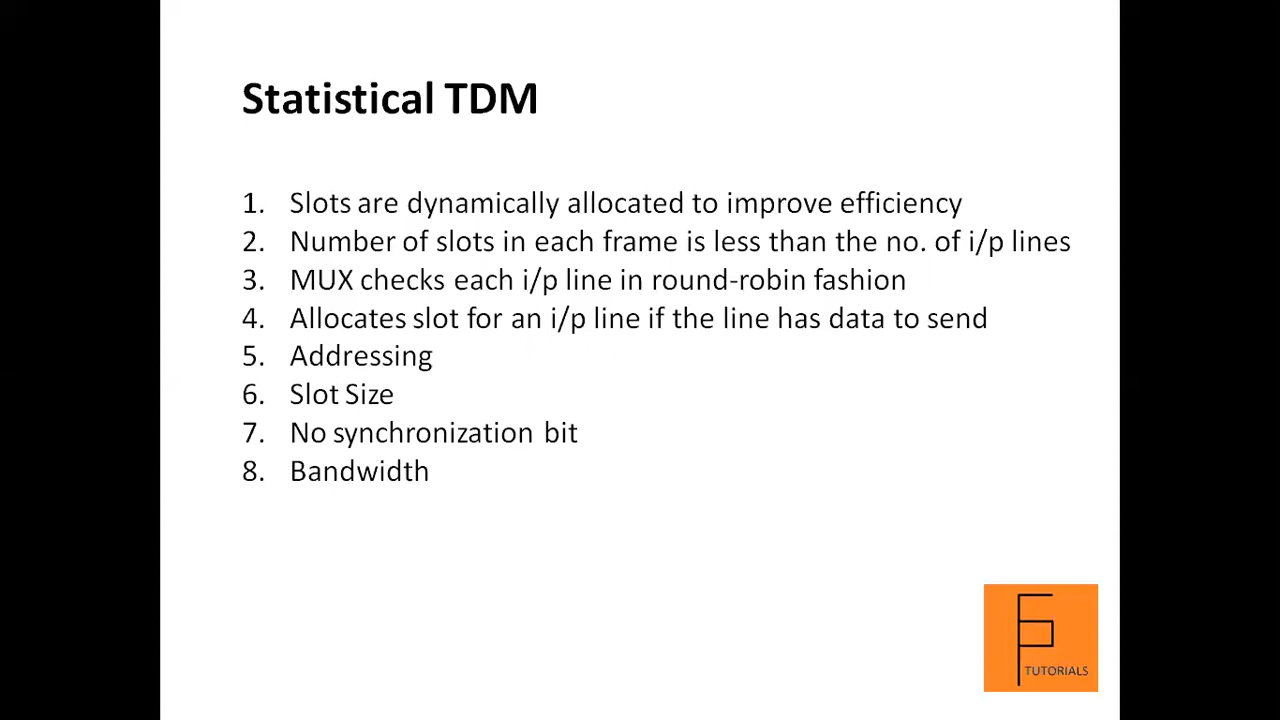 Statistical TDM
1. Slots are dynamically allocated to improve efficiency
2. Number of slots in each frame is less than the no. of i/p lines
3. MUX checks each i/p line in round-robin fashion
4. Allocates slot for an i/p line if the line has data to send
5. Addressing
6. Slot Size
7. No synchronization bit
8. Bandwidth
TUTORIALS